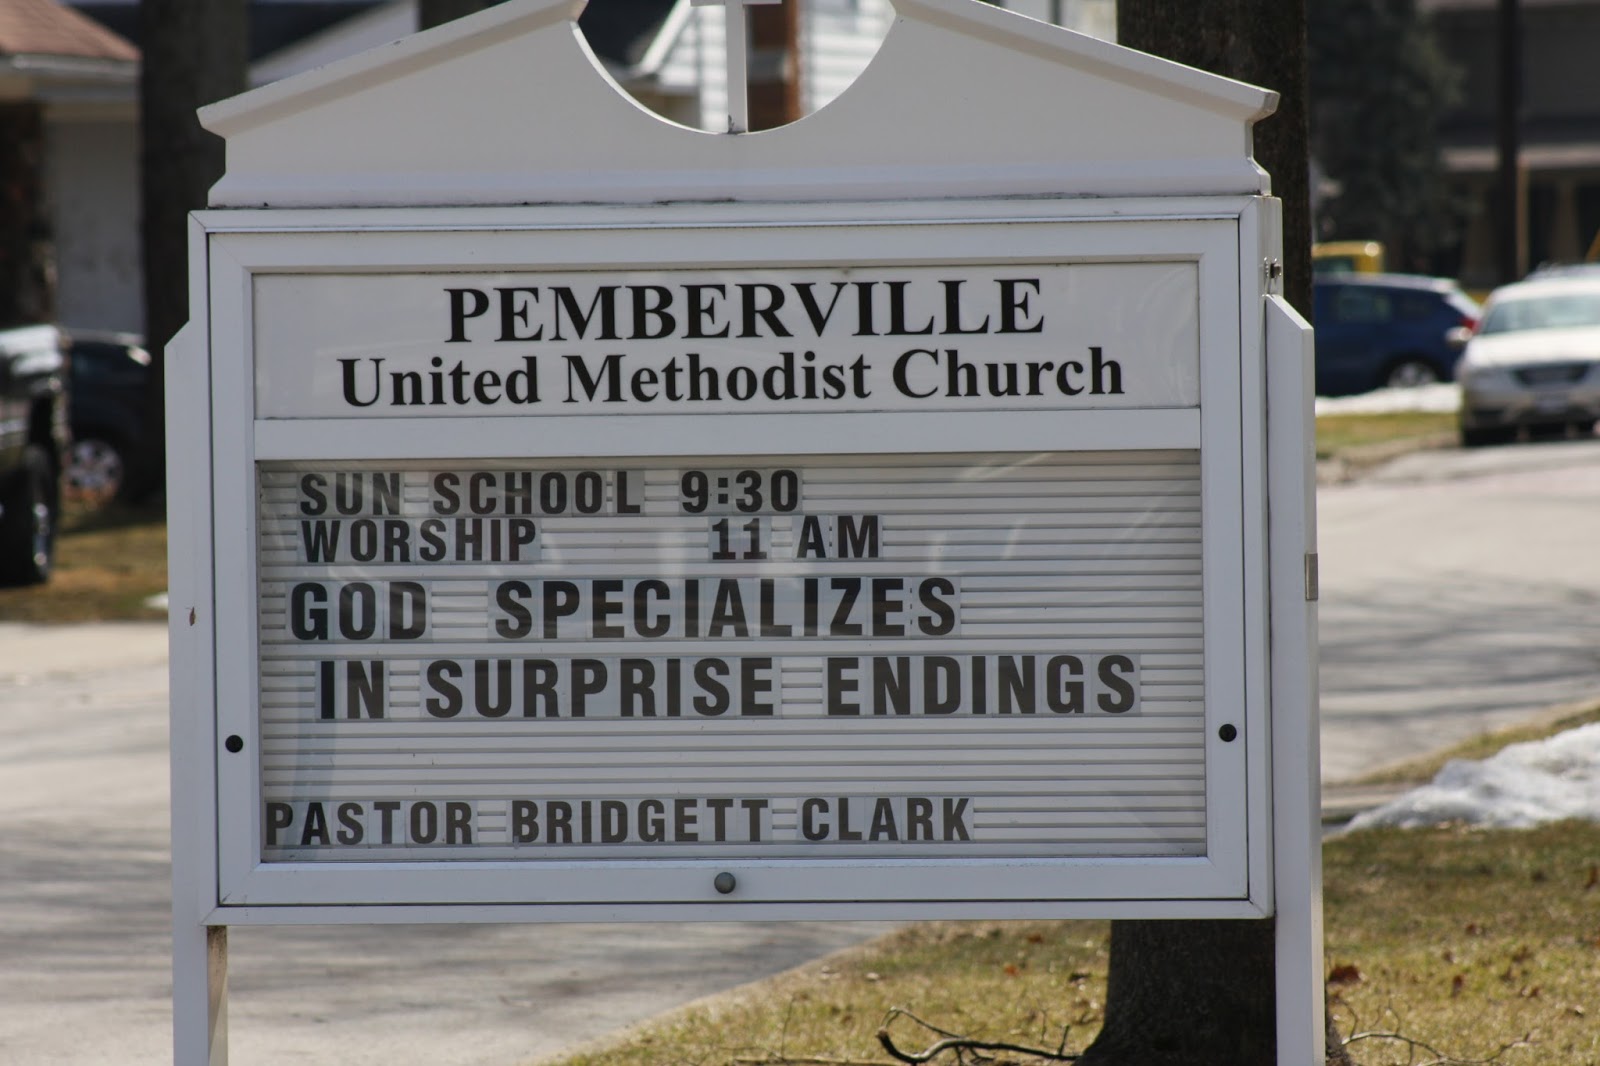 PEMBERVILLE
United Methodist Church
SUN SCHOOL 9:30
WORSHIP 11 AM
GOD SPECIALIZES
IN SURPRISE ENDINGS
PASTOR BRIDGETT CLARK